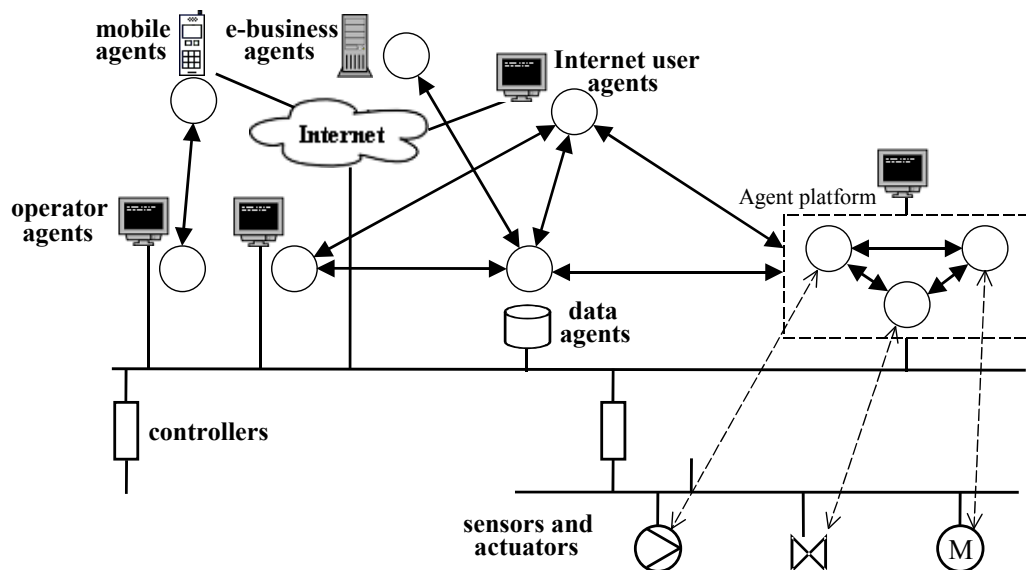 mobile
agents
e-business
agents
Internet user
agents
Internet
operator
agents
Agent platform
data
agents
controllers
sensors and
actuators
M